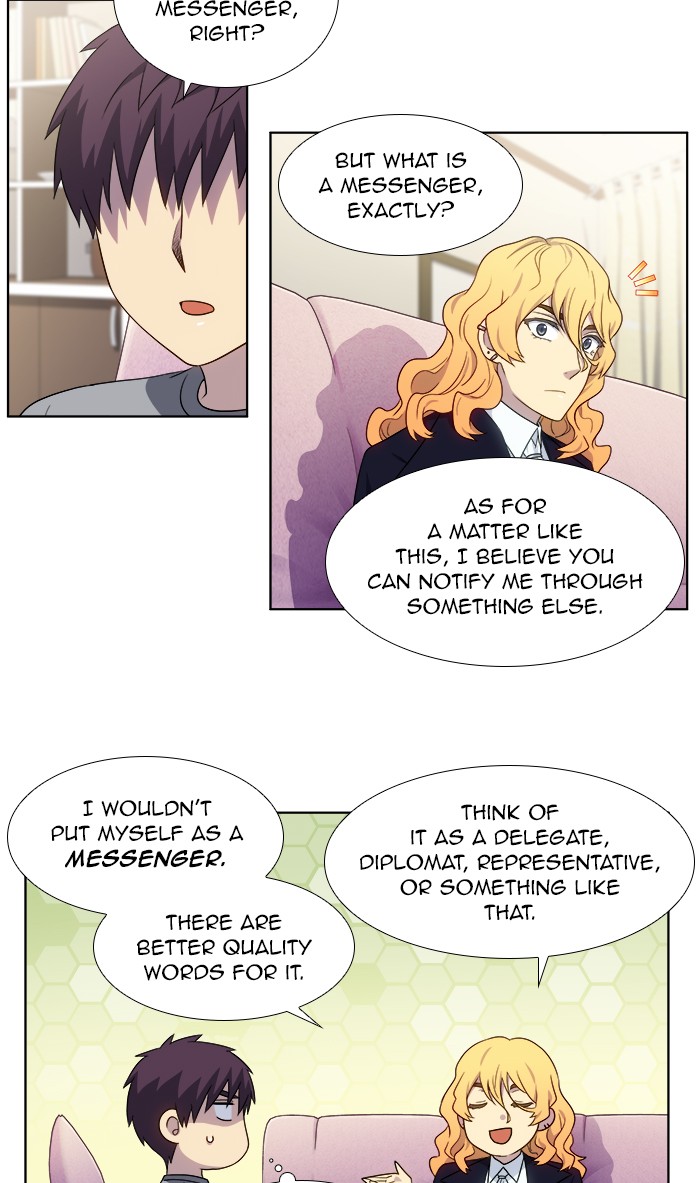 MESSENGER,
RIGHT?
BUT WHAT IS
A MESSENGER,
EXACTLY?
AS FOR
A MATTER LIKE
THIS, I BELIEVE YOU
CAN NOTIFY ME THROUGH
SOMETHING ELSE.
I WOULDN'T
PUT MYSELF AS A
MESSENGER.
THERE ARE
BETTER QUALITY
WORDS FOR IT.
THINK OF
IT AS A DELEGATE,
DIPLOMAT, REPRESENTATIVE,
OR SOMETHING LIKE
THAT.